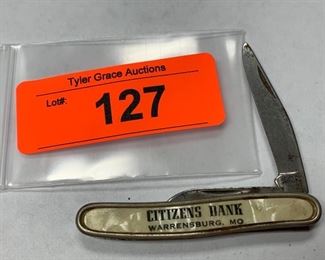 Tyler Grace Auctions
Lot#:
127
CITIZENS BANK
WARRENSBURG, MO